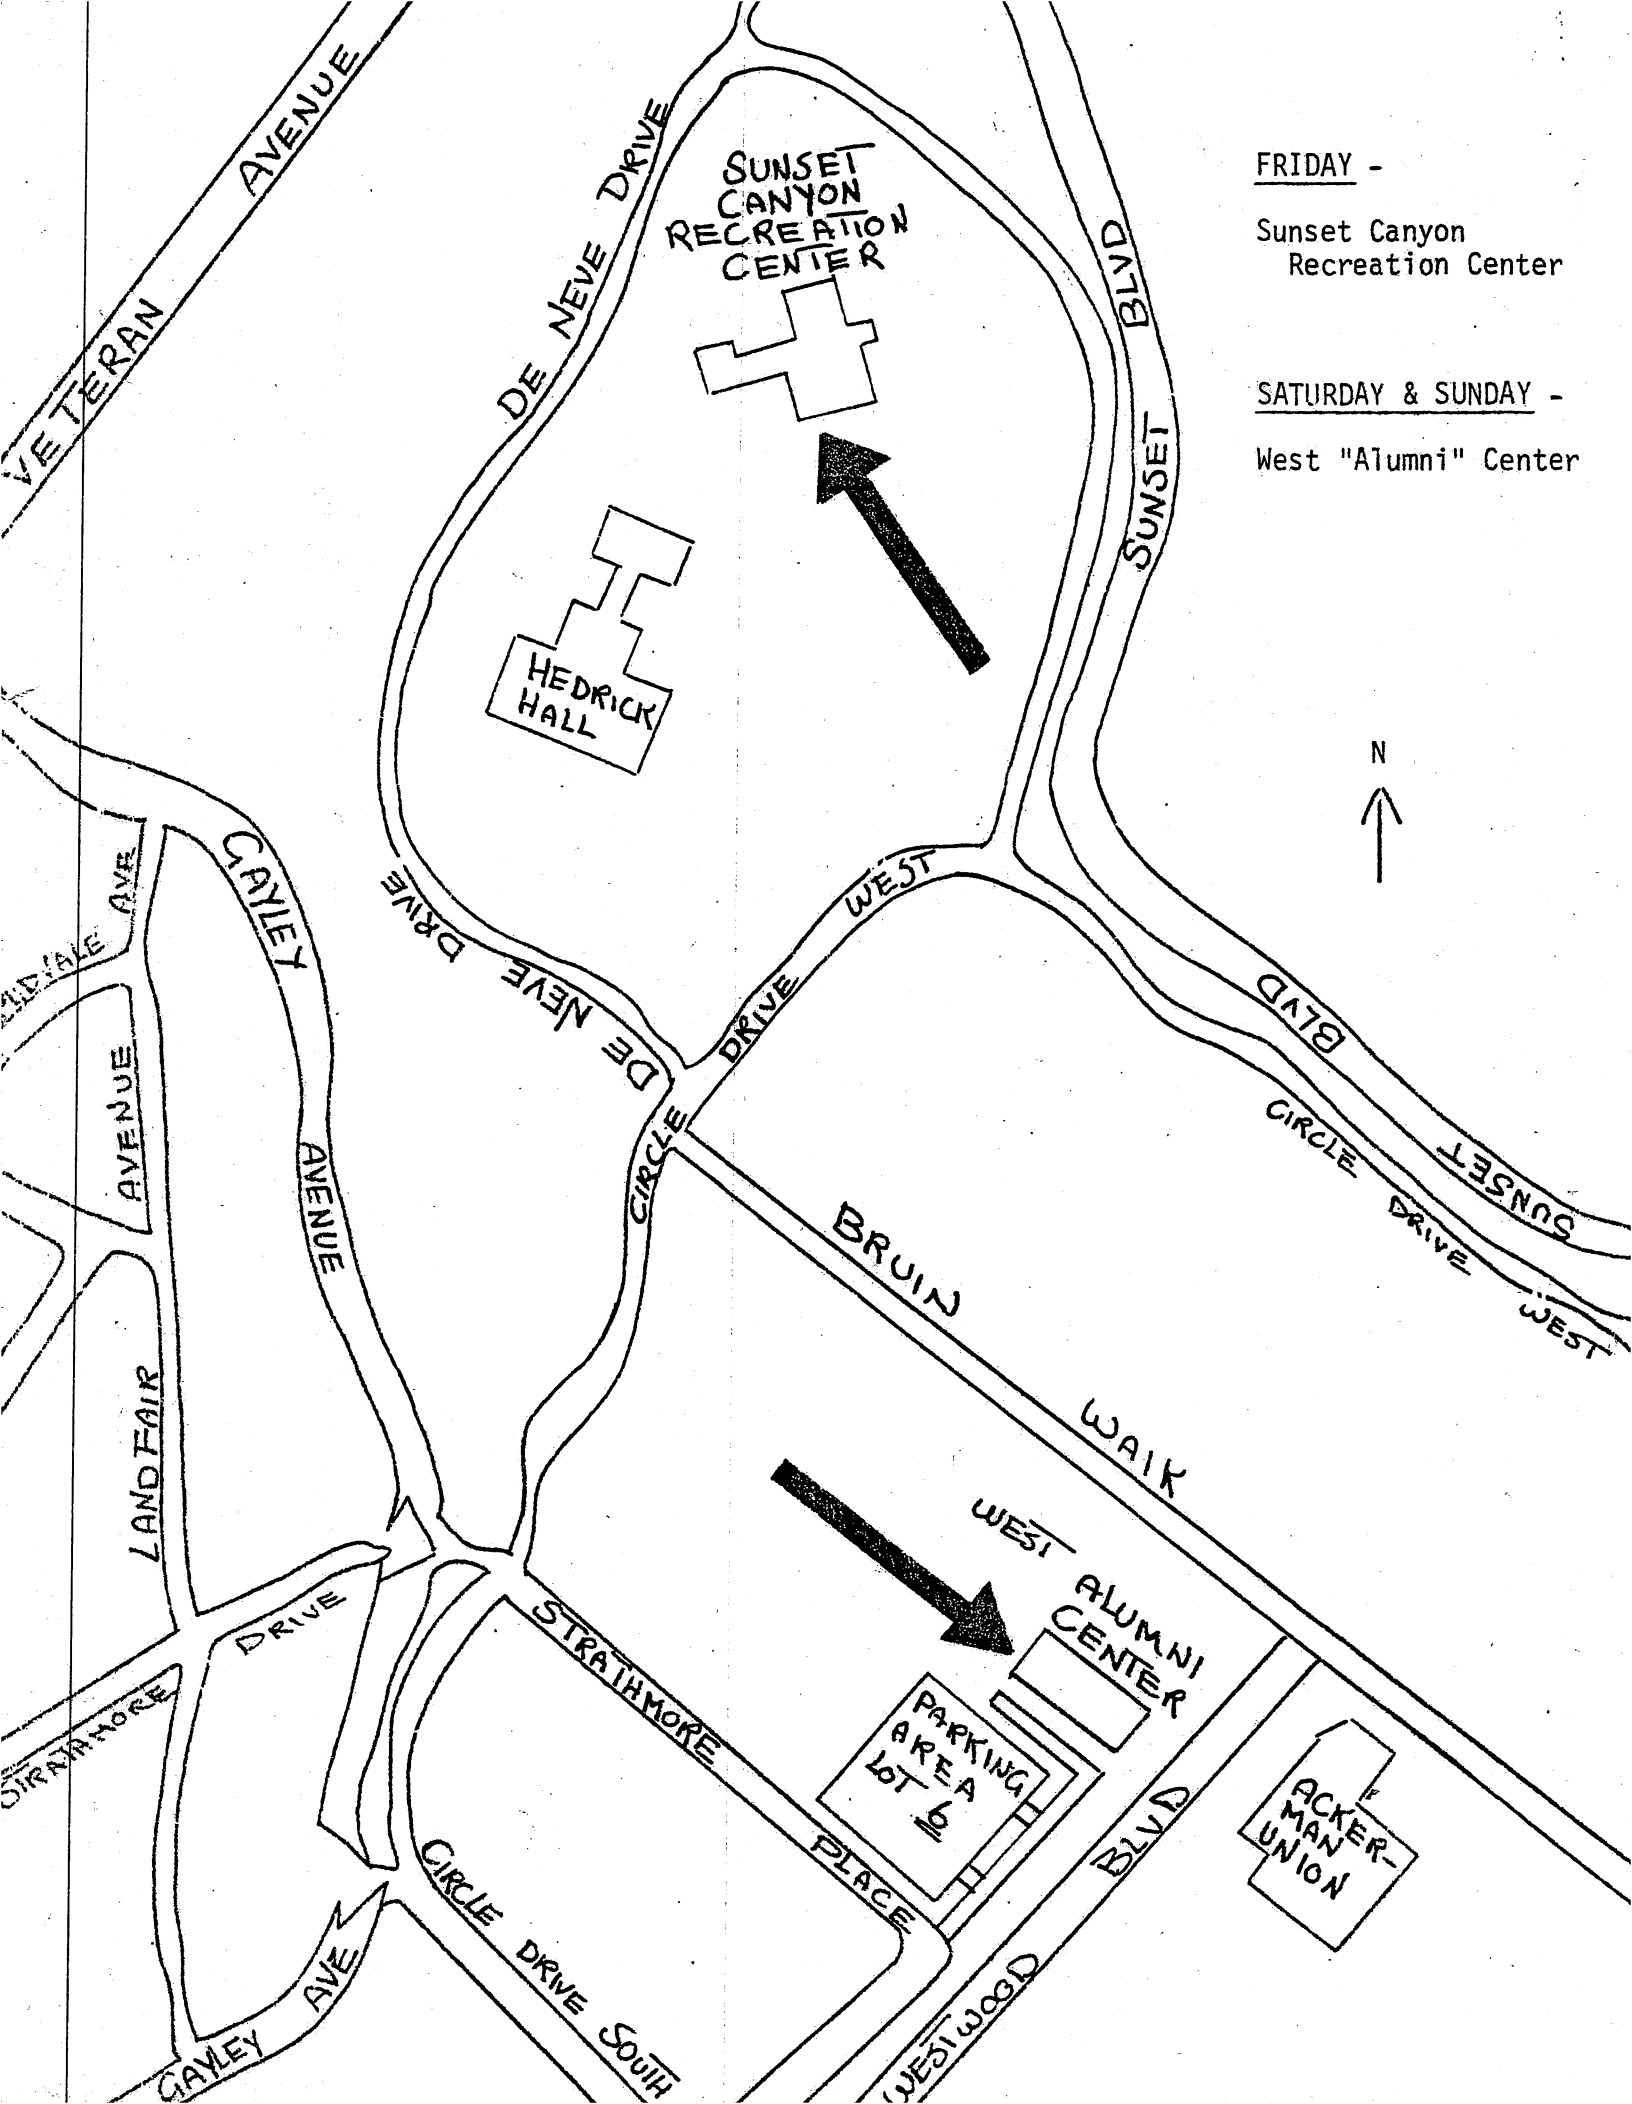 VETERAN AVENUE
DE NEVE DRIVE
SUNSET
CANYON
RECREATION
CENTER
SUNSET BLVD
FRIDAY -
Sunset Canyon
Recreation Center
SATURDAY & SUNDAY -
West "Alumni" Center
N
HEDRICK
HALL
GAYLEY AVENUE
AVE
DE NEVE DRIVE
CIRCLE DRIVE WEST
SUNSET BLVD
CIRCLE DRIVE WEST
LANDFAIR AVENUE
BRUIN WALK
WEST
ALUMNI
CENTER
PARKING
AREA
LOT 6
STRATHMORE DRIVE
STRATHMORE PLACE
ACKER-
MAN
UNION
WESTWOOD BLVD
CIRCLE DRIVE SOUTH
GAYLEY AVE